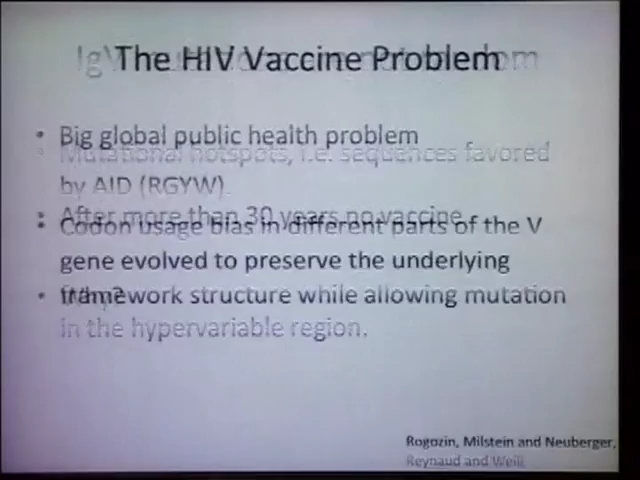 The HIV Vaccine Problem
• Big global public health problem
• Mutational hotspots, i.e. sequences favored
by AID (RGYW).
• After more than 30 years no vaccine
• Codon usage bias in different parts of the V
gene evolved to preserve the underlying
• Why?
framework structure while allowing mutation
in the hypervariable region.
Rogozin, Milstein and Neuberger,
Reynaud and Weill